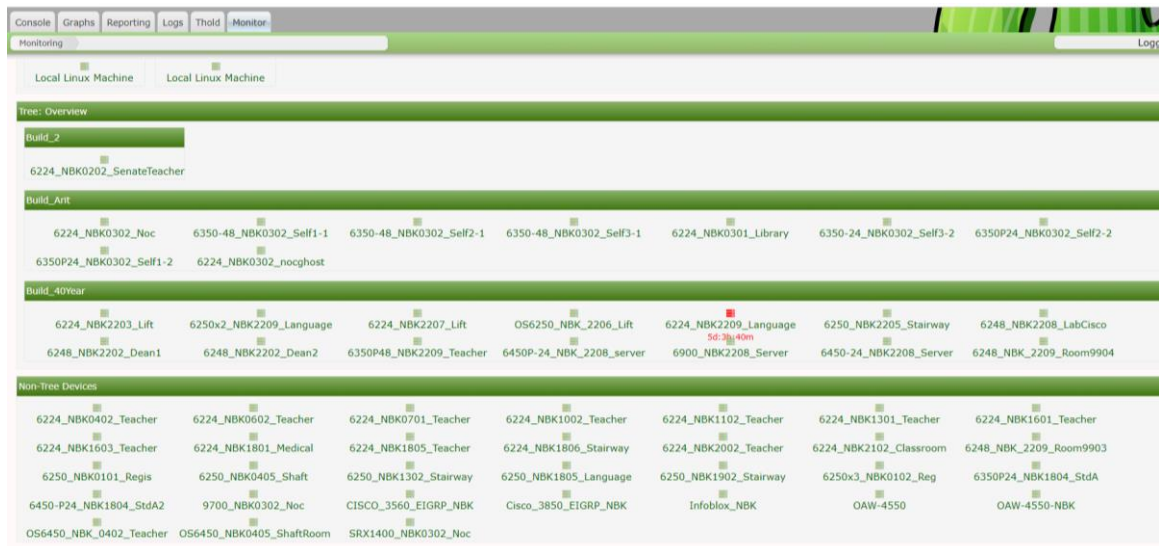 Console Graphs Reporting Logs Thold Monitor
Monitoring
Logg
Local Linux Machine Local Linux Machine
Tree: Overview
Build_2
6224_NBK0202_SenateTeacher
Build_Arit
6224_NBK0302_Noc 6350-48_NBK0302_Self1-1 6350-48_NBK0302_Self2-1 6350-48_NBK0302_Self3-1 6224_NBK0301_Library 6350-24_NBK0302_Self3-2 6350P24_NBK0302_Self2-2
6350P24_NBK0302_Self1-2 6224_NBK0302_nocghost
Build_40Year
6224_NBK2203_Lift 6250x2_NBK2209_Language 6224_NBK2207_Lift OS6250_NBK_2206_Lift 6224_NBK2209_Language 6250_NBK2205_Stairway 6248_NBK2208_LabCisco
5d:3h:40m
6248_NBK2202_Dean1 6248_NBK2202_Dean2 6350P48_NBK2209_Teacher 6450P-24_NBK_2208_server 6900_NBK2208_Server 6450-24_NBK2208_Server 6248_NBK_2209_Room9904
Non-Tree Devices
6224_NBK0402_Teacher 6224_NBK0602_Teacher 6224_NBK0701_Teacher 6224_NBK1002_Teacher 6224_NBK1102_Teacher 6224_NBK1301_Teacher 6224_NBK1601_Teacher
6224_NBK1603_Teacher 6224_NBK1801_Medical 6224_NBK1805_Teacher 6224_NBK1806_Stairway 6224_NBK2002_Teacher 6224_NBK2102_Classroom 6248_NBK_2209_Room9903
6250_NBK0101_Regis 6250_NBK0405_Shaft 6250_NBK1302_Stairway 6250_NBK1805_Language 6250_NBK1902_Stairway 6250x3_NBK0102_Reg 6350P24_NBK1804_StdA
6450-P24_NBK1804_StdA2 9700_NBK0302_Noc CISCO_3560_EIGRP_NBK Cisco_3850_EIGRP_NBK Infoblox_NBK OAW-4550 OAW-4550-NBK
OS6450_NBK_0402_Teacher OS6450_NBK0405_ShaftRoom SRX1400_NBK0302_Noc